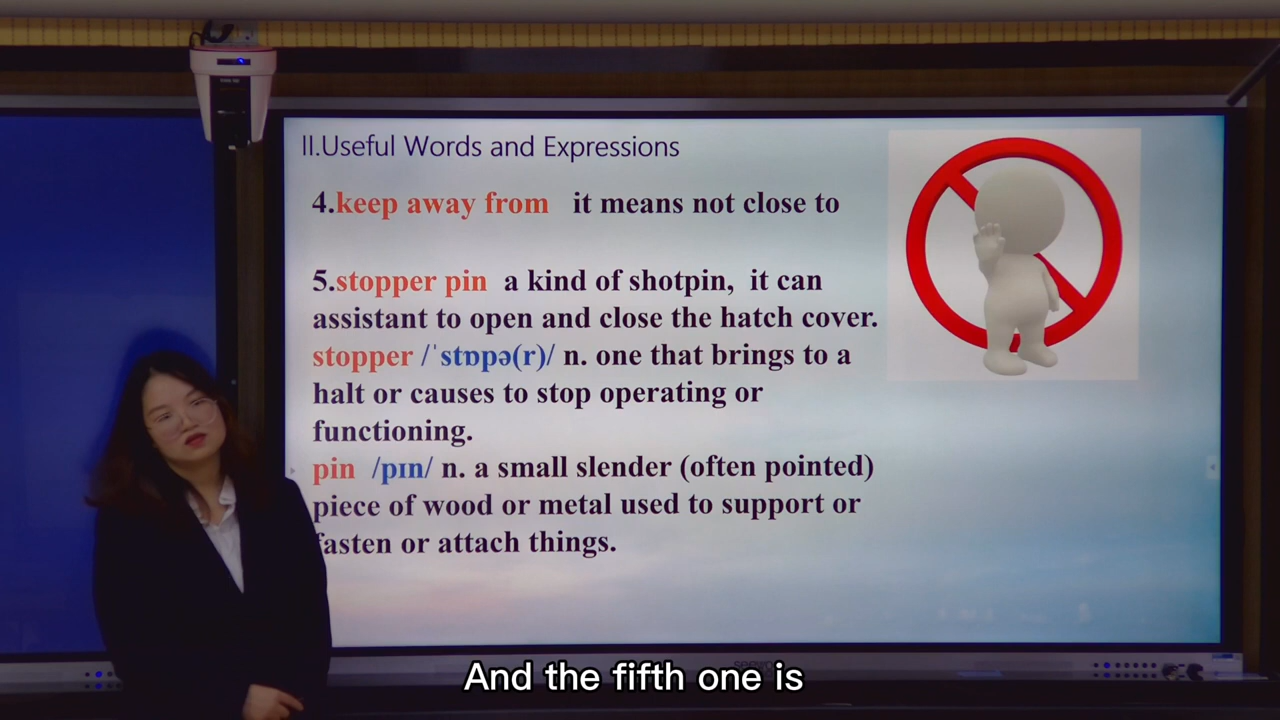 II.Useful Words and Expressions
4.keep away from it means not close to
5.stopper pin a kind of shotpin, it can
assistant to open and close the hatch cover.
stopper /ˈstɒpə(r)/ n. one that brings to a
halt or causes to stop operating or
functioning.
pin /pɪn/ n. a small slender (often pointed)
piece of wood or metal used to support or
fasten or attach things.
seewo
And the fifth one is